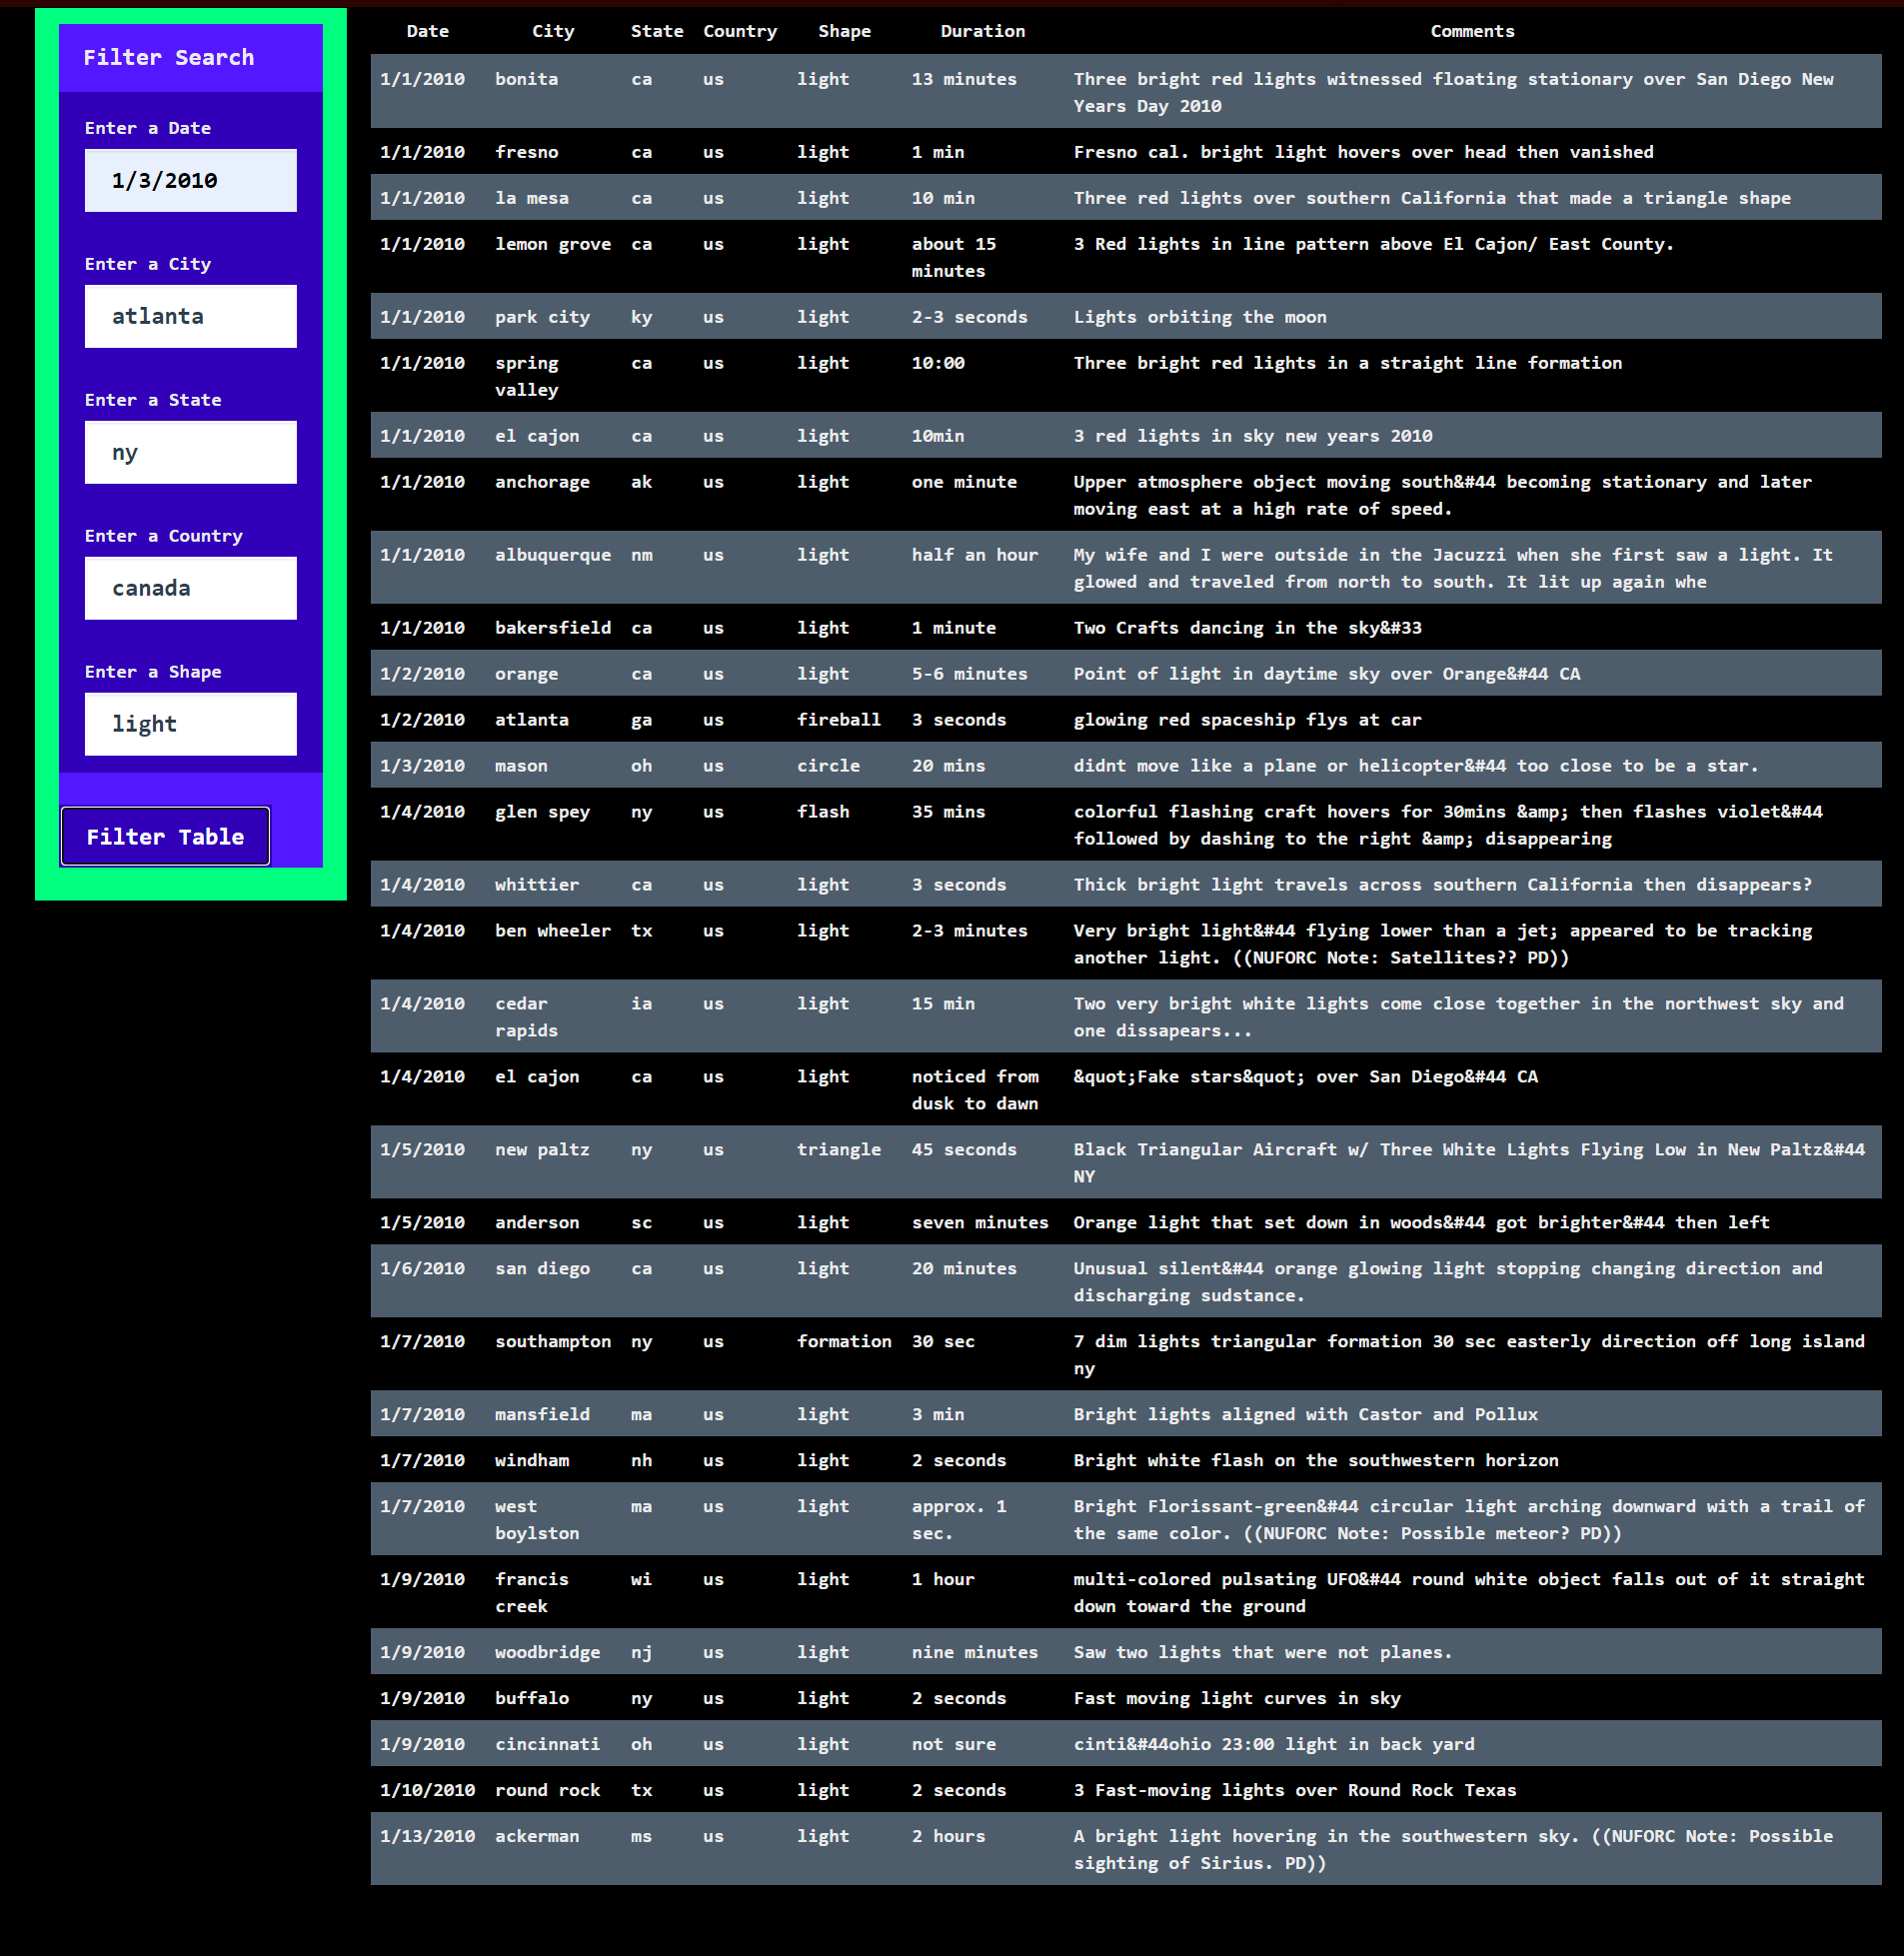 Filter Search
Enter a Date
1/3/2010
Enter a City
atlanta
Enter a State
ny
Enter a Country
canada
Enter a Shape
light
Filter Table
Date City State Country Shape Duration Comments
1/1/2010 bonita ca us light 13 minutes Three bright red lights witnessed floating stationary over San Diego New
Years Day 2010
1/1/2010 fresno ca us light 1 min Fresno cal. bright light hovers over head then vanished
1/1/2010 la mesa ca us light 10 min Three red lights over southern California that made a triangle shape
1/1/2010 lemon grove ca us light about 15 3 Red lights in line pattern above El Cajon/ East County.
minutes
1/1/2010 park city ky us light 2-3 seconds Lights orbiting the moon
1/1/2010 spring ca us light 10:00 Three bright red lights in a straight line formation
valley
1/1/2010 el cajon ca us light 10min 3 red lights in sky new years 2010
1/1/2010 anchorage ak us light one minute Upper atmosphere object moving south&#44 becoming stationary and later
moving east at a high rate of speed.
1/1/2010 albuquerque nm us light half an hour My wife and I were outside in the Jacuzzi when she first saw a light. It
glowed and traveled from north to south. It lit up again whe
1/1/2010 bakersfield ca us light 1 minute Two Crafts dancing in the sky&#33
1/2/2010 orange ca us light 5-6 minutes Point of light in daytime sky over Orange&#44 CA
1/2/2010 atlanta ga us fireball 3 seconds glowing red spaceship flys at car
1/3/2010 mason oh us circle 20 mins didnt move like a plane or helicopter&#44 too close to be a star.
1/4/2010 glen spey ny us flash 35 mins colorful flashing craft hovers for 30mins &amp; then flashes violet&#44
followed by dashing to the right &amp; disappearing
1/4/2010 whittier ca us light 3 seconds Thick bright light travels across southern California then disappears?
1/4/2010 ben wheeler tx us light 2-3 minutes Very bright light&#44 flying lower than a jet; appeared to be tracking
another light. ((NUFORC Note: Satellites?? PD))
1/4/2010 cedar ia us light 15 min Two very bright white lights come close together in the northwest sky and
rapids one dissapears...
1/4/2010 el cajon ca us light noticed from &quot;Fake stars&quot; over San Diego&#44 CA
dusk to dawn
1/5/2010 new paltz ny us triangle 45 seconds Black Triangular Aircraft w/ Three White Lights Flying Low in New Paltz&#44
NY
1/5/2010 anderson sc us light seven minutes Orange light that set down in woods&#44 got brighter&#44 then left
1/6/2010 san diego ca us light 20 minutes Unusual silent&#44 orange glowing light stopping changing direction and
discharging sudstance.
1/7/2010 southampton ny us formation 30 sec 7 dim lights triangular formation 30 sec easterly direction off long island
ny
1/7/2010 mansfield ma us light 3 min Bright lights aligned with Castor and Pollux
1/7/2010 windham nh us light 2 seconds Bright white flash on the southwestern horizon
1/7/2010 west ma us light approx. 1 Bright Florissant-green&#44 circular light arching downward with a trail of
boylston sec. the same color. ((NUFORC Note: Possible meteor? PD))
1/9/2010 francis wi us light 1 hour multi-colored pulsating UFO&#44 round white object falls out of it straight
creek down toward the ground
1/9/2010 woodbridge nj us light nine minutes Saw two lights that were not planes.
1/9/2010 buffalo ny us light 2 seconds Fast moving light curves in sky
1/9/2010 cincinnati oh us light not sure cinti&#44ohio 23:00 light in back yard
1/10/2010 round rock tx us light 2 seconds 3 Fast-moving lights over Round Rock Texas
1/13/2010 ackerman ms us light 2 hours A bright light hovering in the southwestern sky. ((NUFORC Note: Possible
sighting of Sirius. PD))